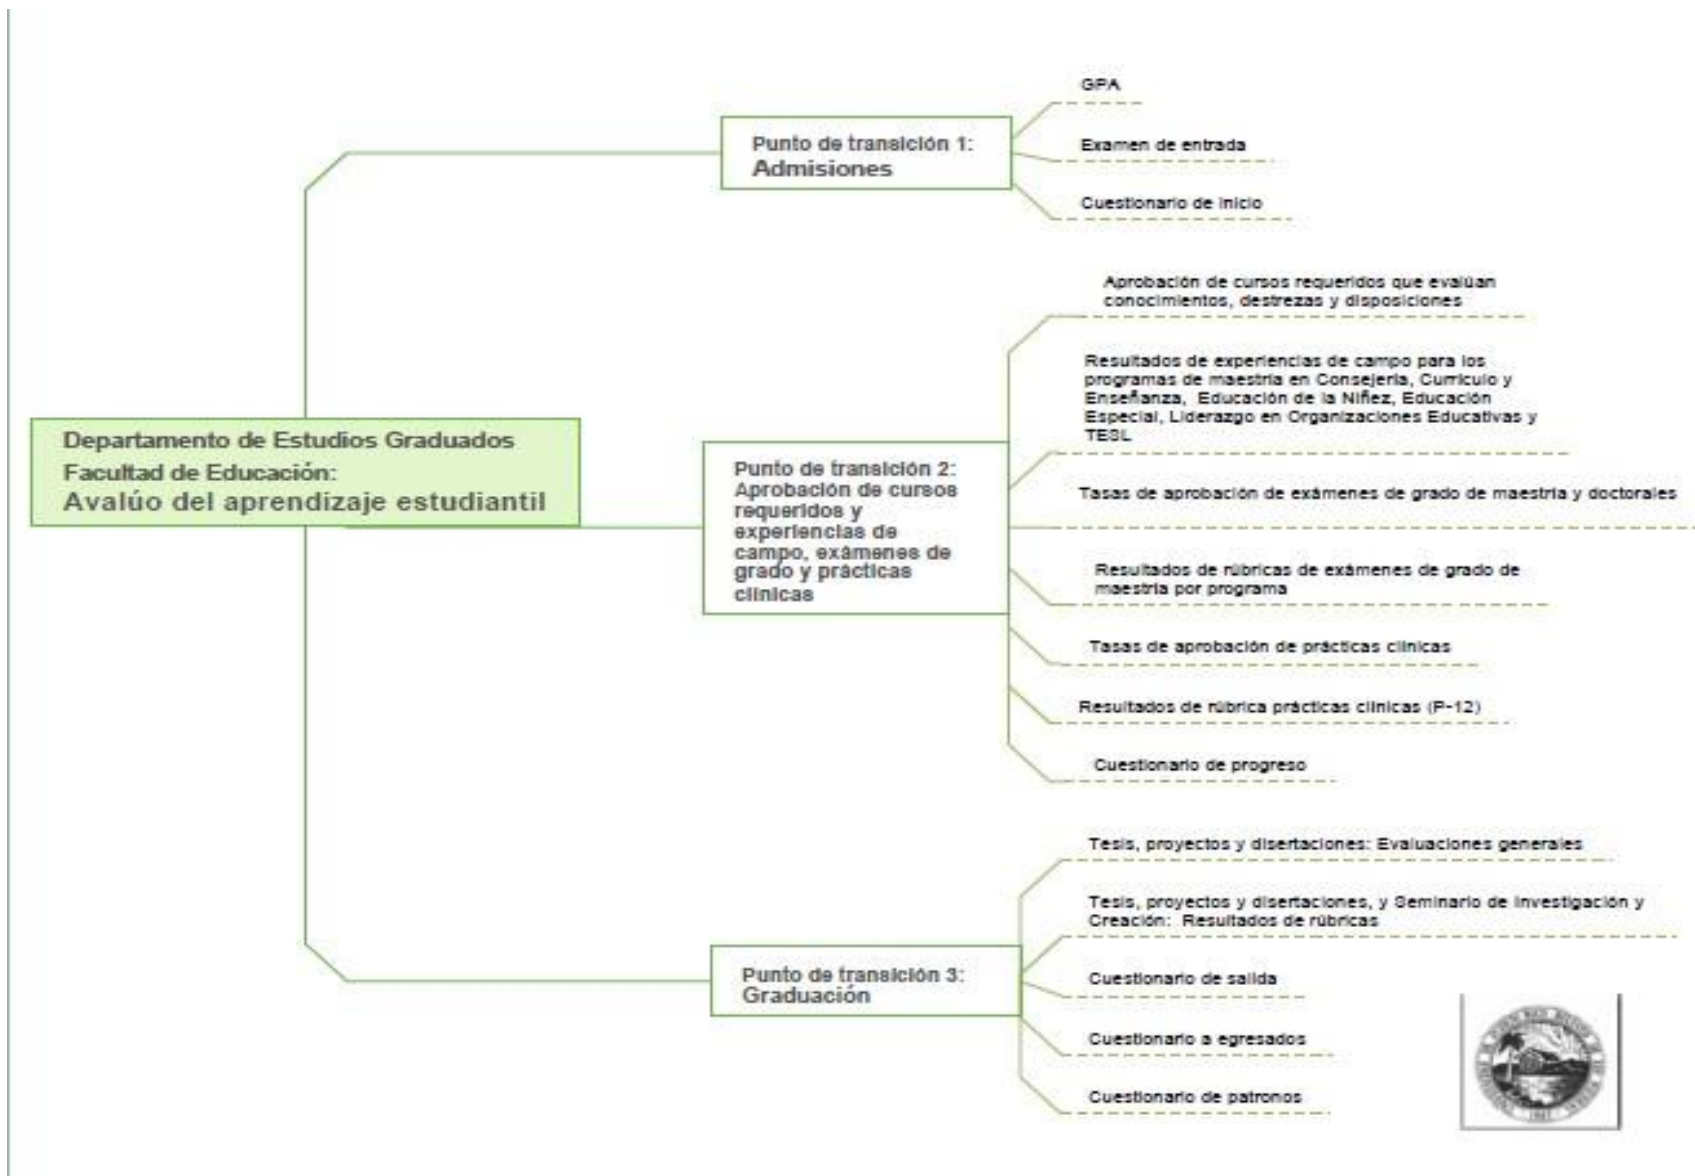 GPA
Examen de entrada
Cuestionario de inicio
Punto de transición 1:
Admisiones
Departamento de Estudios Graduados
Facultad de Educación:
Avalúo del aprendizaje estudiantil
Punto de transición 2:
Aprobación de cursos
requeridos y
experiencias de
campo, exámenes de
grado y prácticas
clínicas
Aprobación de cursos requeridos que evalúan
conocimientos, destrezas y disposiciones
Resultados de experiencias de campo para los
programas de maestría en Consejería, Currículo y
Enseñanza, Educación de la Niñez, Educación
Especial, Liderazgo en Organizaciones Educativas y
TESL
Tasas de aprobación de exámenes de grado de maestría y doctorales
Resultados de rúbricas de exámenes de grado de
maestría por programa
Tasas de aprobación de prácticas clínicas
Resultados de rúbrica prácticas clínicas (P-12)
Cuestionario de progreso
Punto de transición 3:
Graduación
Tesis, proyectos y disertaciones: Evaluaciones generales
Tesis, proyectos y disertaciones, y Seminario de Investigación y
Creación: Resultados de rúbricas
Cuestionario de salida
Cuestionario a egresados
Cuestionario de patronos